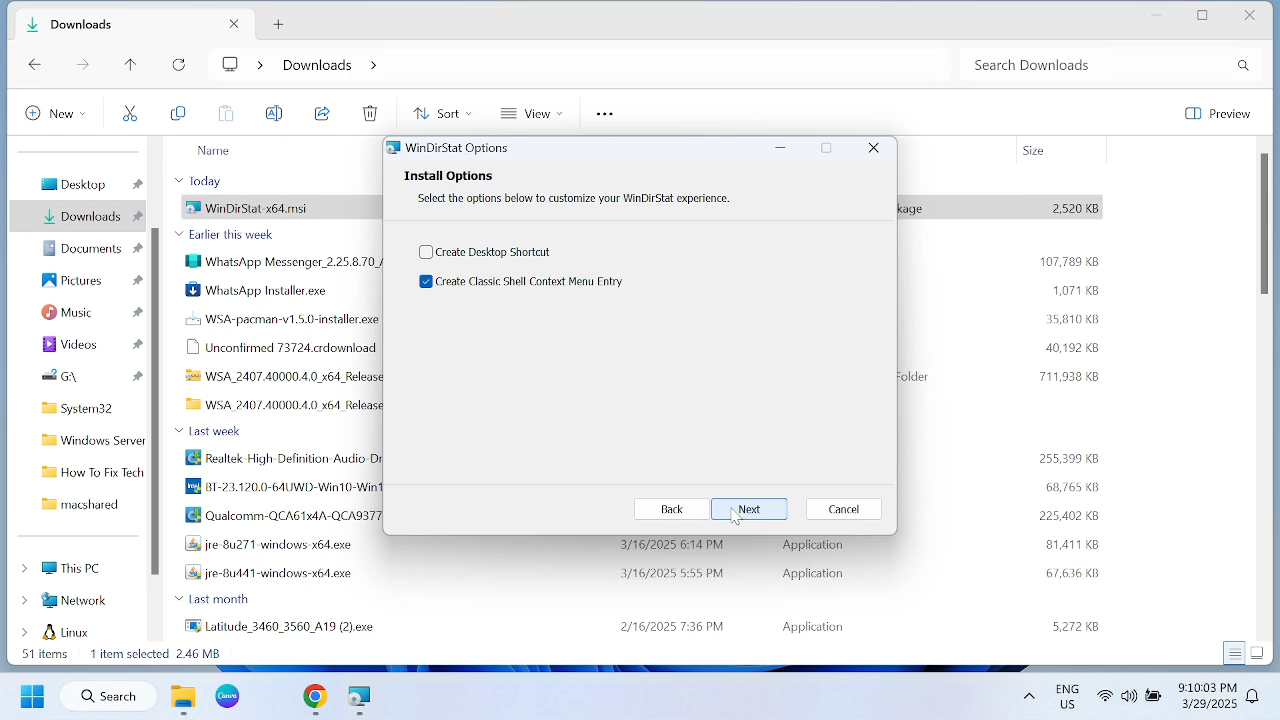 Downloads
Downloads
Search Downloads
New
Sort
View
Preview
WinDirStat Options
Install Options
Select the options below to customize your WinDirStat experience.
Create Desktop Shortcut
Create Classic Shell Context Menu Entry
Back
Next
Cancel
Desktop
Downloads
Documents
Pictures
Music
Videos
G:\
System32
Windows Server
How To Fix Tech
macshared
This PC
Network
Linux
Name
Size
Today
WinDirStat-x64.msi kage 2,520 KB
Earlier this week
WhatsApp Messenger_2.25.8.70_ 107,789 KB
WhatsApp Installer.exe 1,071 KB
WSA-pacman-v1.5.0-installer.exe 35,810 KB
Unconfirmed 73724.crdownload 40,192 KB
WSA_2407.40000.4.0_x64_Release Folder 711,938 KB
WSA_2407.40000.4.0_x64_Release
Last week
Realtek-High-Definition-Audio-Dr 255,399 KB
BT-23.120.0-64UWD-Win10-Win1 68,765 KB
Qualcomm-QCA61x4A-QCA9377 225,402 KB
jre-8u271-windows-x64.exe 3/16/2025 6:14 PM Application 81,411 KB
jre-8u441-windows-x64.exe 3/16/2025 5:55 PM Application 67,636 KB
Last month
Latitude_3460_3560_A19 (2).exe 2/16/2025 7:36 PM Application 5,272 KB
51 items 1 item selected 2.46 MB
Search
Canva
ENG
US
9:10:03 PM
3/29/2025